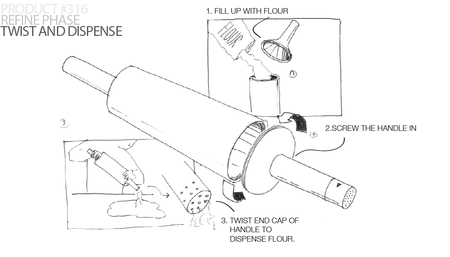 PRODUCT #316
REFINE PHASE
TWIST AND DISPENSE
1. FILL UP WITH FLOUR
FLOUR
1
2.SCREW THE HANDLE IN
2
3
3. TWIST END CAP OF
HANDLE TO
DISPENSE FLOUR.